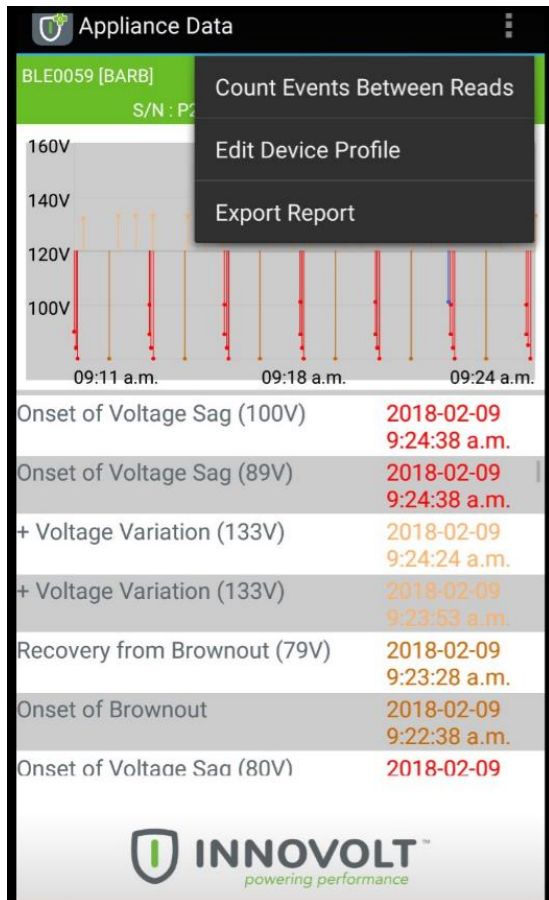 Appliance Data
BLE0059 [BARB]
S/N : P2
Count Events Between Reads
Edit Device Profile
Export Report
160V
140V
120V
100V
09:11 a.m.
09:18 a.m.
09:24 a.m.
Onset of Voltage Sag (100V)
2018-02-09
9:24:38 a.m.
Onset of Voltage Sag (89V)
2018-02-09
9:24:38 a.m.
+ Voltage Variation (133V)
2018-02-09
9:24:24 a.m.
+ Voltage Variation (133V)
2018-02-09
9:23:53 a.m.
Recovery from Brownout (79V)
2018-02-09
9:23:28 a.m.
Onset of Brownout
2018-02-09
9:22:38 a.m.
Onset of Voltage Sag (80V)
2018-02-09
INNOVOLT™
powering performance